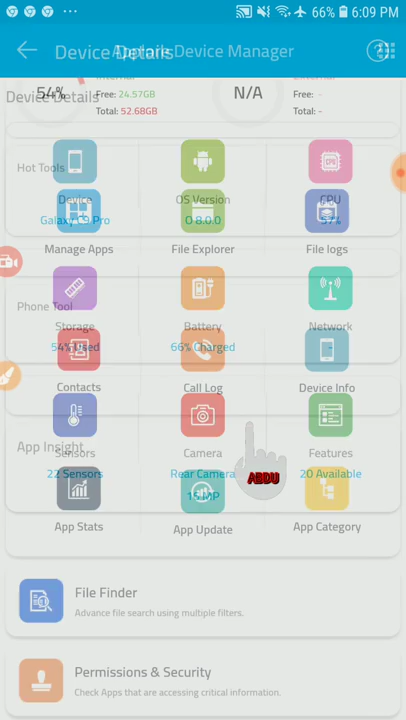 66% 6:09 PM
Device Details
Apps Device Manager
54%
Internal
Free: 24.57GB
Total: 52.68GB
N/A
Free: -
Total: -
Device Details
Hot Tools
Device
OS Version
CPU
Pro
O 8.0.0
57%
Manage Apps
File Explorer
File logs
Phone Tool
Storage
Battery
Network
54% Used
66% Charged
Contacts
Call Log
Device Info
Sensors
Camera
Features
App Insight
22 Sensors
Rear Camera
20 Available
ABDU
MP
App Stats
App Update
App Category
File Finder
Advance file search using multiple filters.
Permissions & Security
Check Apps that are accessing critical information.